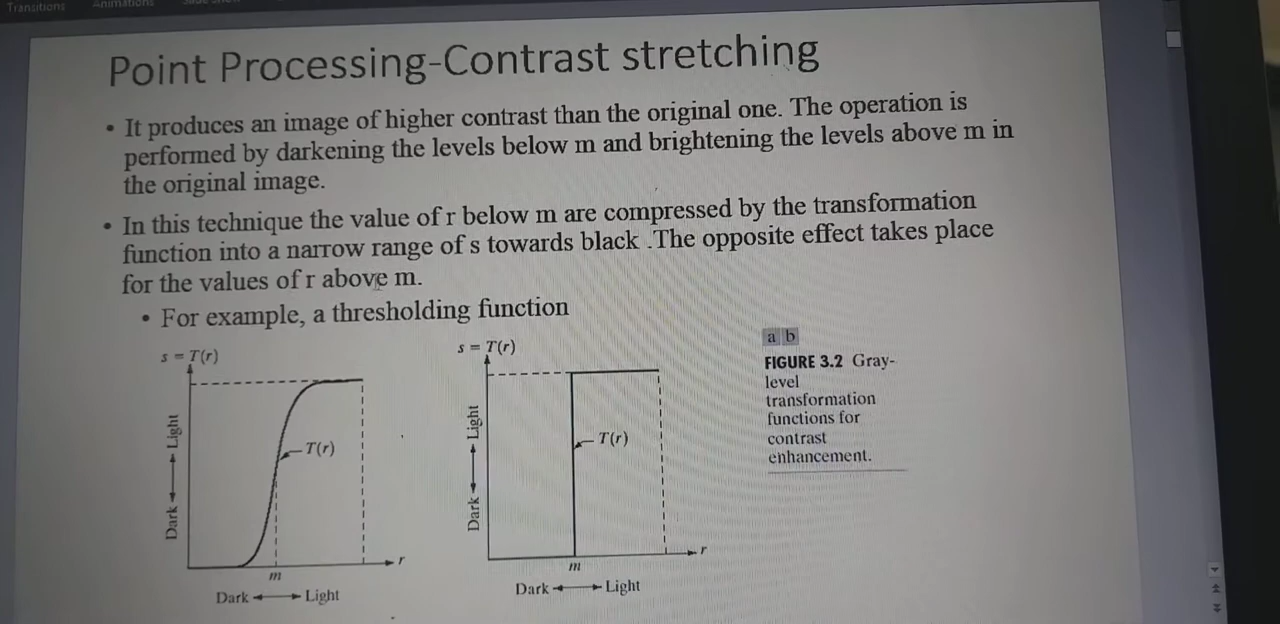 Transitions
Animations
Point Processing-Contrast stretching
• It produces an image of higher contrast than the original one. The operation is
performed by darkening the levels below m and brightening the levels above m in
the original image.
• In this technique the value of r below m are compressed by the transformation
function into a narrow range of s towards black .The opposite effect takes place
for the values of r above m.
• For example, a thresholding function
s = T(r)
Dark Light
T(r)
r
m
Dark Light
s = T(r)
Dark Light
T(r)
r
m
Dark Light
a b
FIGURE 3.2 Gray-
level
transformation
functions for
contrast
enhancement.